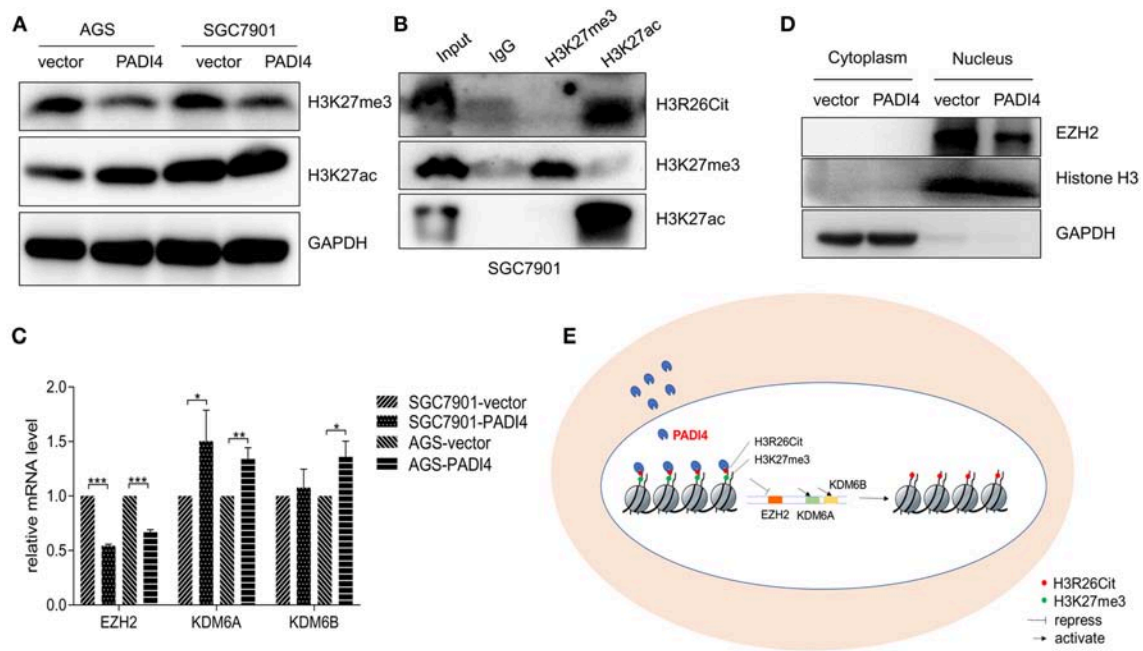 A
AGS SGC7901
vector PADI4 vector PADI4
H3K27me3
H3K27ac
GAPDH
B
Input IgG H3K27me3 H3K27ac
H3R26Cit
H3K27me3
H3K27ac
SGC7901
D
Cytoplasm Nucleus
vector PADI4 vector PADI4
EZH2
Histone H3
GAPDH
C
relative mRNA level
2.0
1.5
1.0
0.5
0.0
*** *** * ** *
EZH2 KDM6A KDM6B
SGC7901-vector
SGC7901-PADI4
AGS-vector
AGS-PADI4
E
PADI4
H3R26Cit
H3K27me3
KDM6B
EZH2 KDM6A
H3R26Cit
H3K27me3
repress
activate